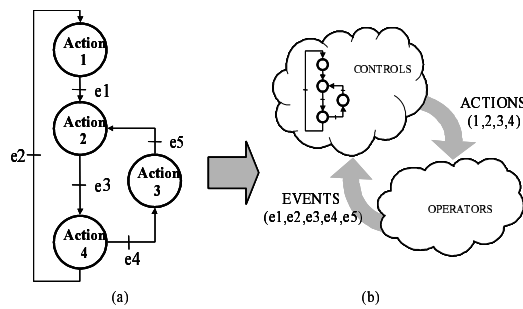 Action
1
e1
Action
2
e2
e3
e5
Action
3
Action
4
e4
(a)
CONTROLS
ACTIONS
(1,2,3,4)
EVENTS
(e1,e2,e3,e4,e5)
OPERATORS
(b)